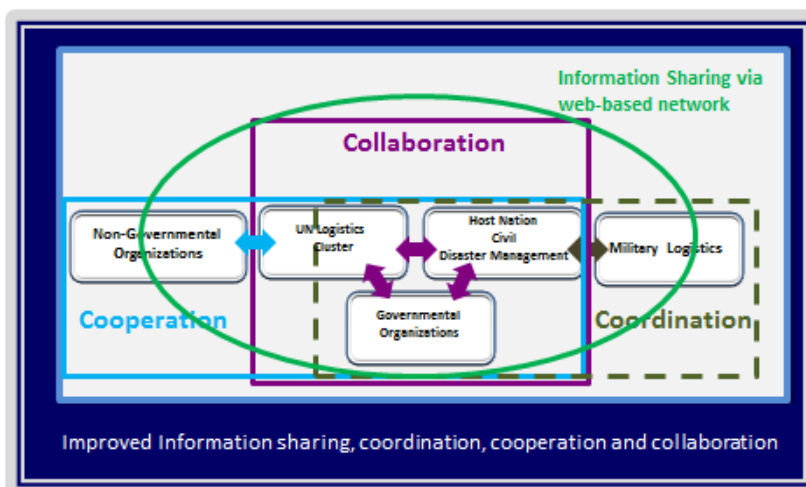 Information Sharing via
web-based network
Collaboration
Non-Governmental
Organizations
UN Logistics
Cluster
Host Nation
Civil
Disaster Management
Military Logistics
Governmental
Organizations
Cooperation
Coordination
Improved Information sharing, coordination, cooperation and collaboration